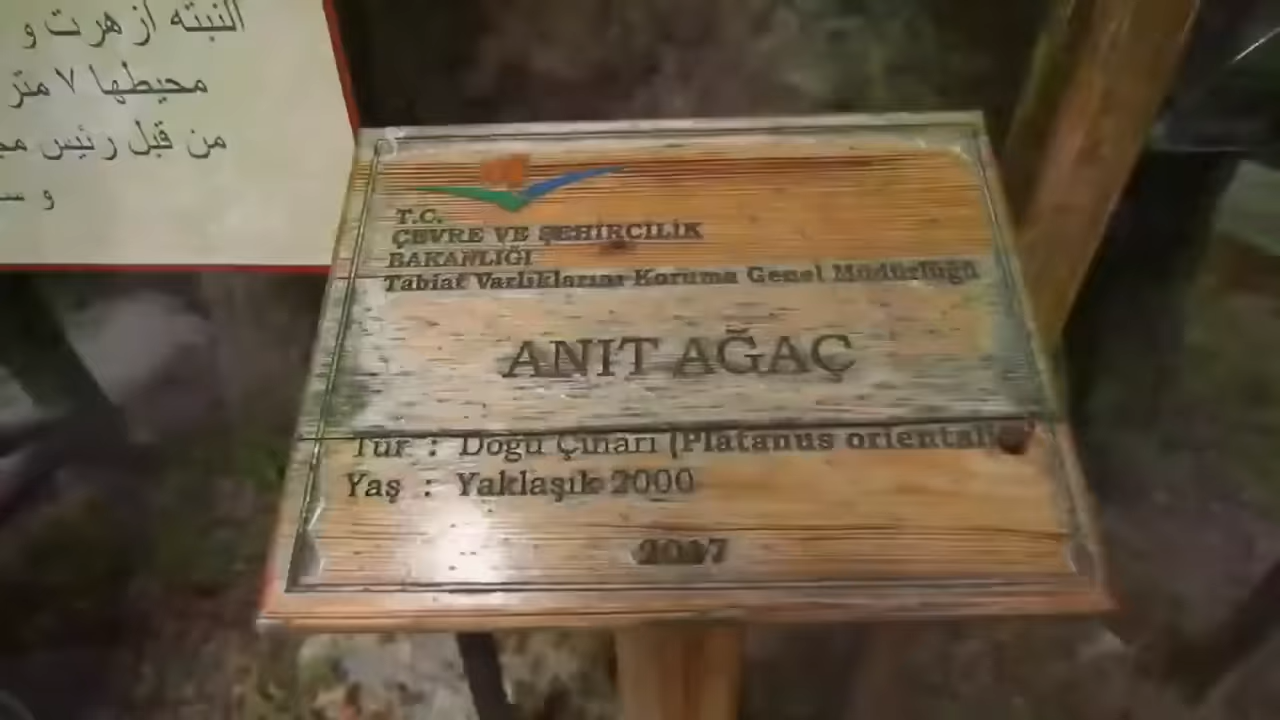 النبته أزهرت و
محيطها ٧ متر
من قبل رئيس
T.C.
ÇEVRE VE ŞEHİRCİLİK
BAKANLIĞI
Tabiat Varlıklarını Koruma Genel Müdürlüğü
ANIT AĞAÇ
Tür : Doğu Çınarı (Platanus orientalis
Yaş : Yaklaşık 2000
2017